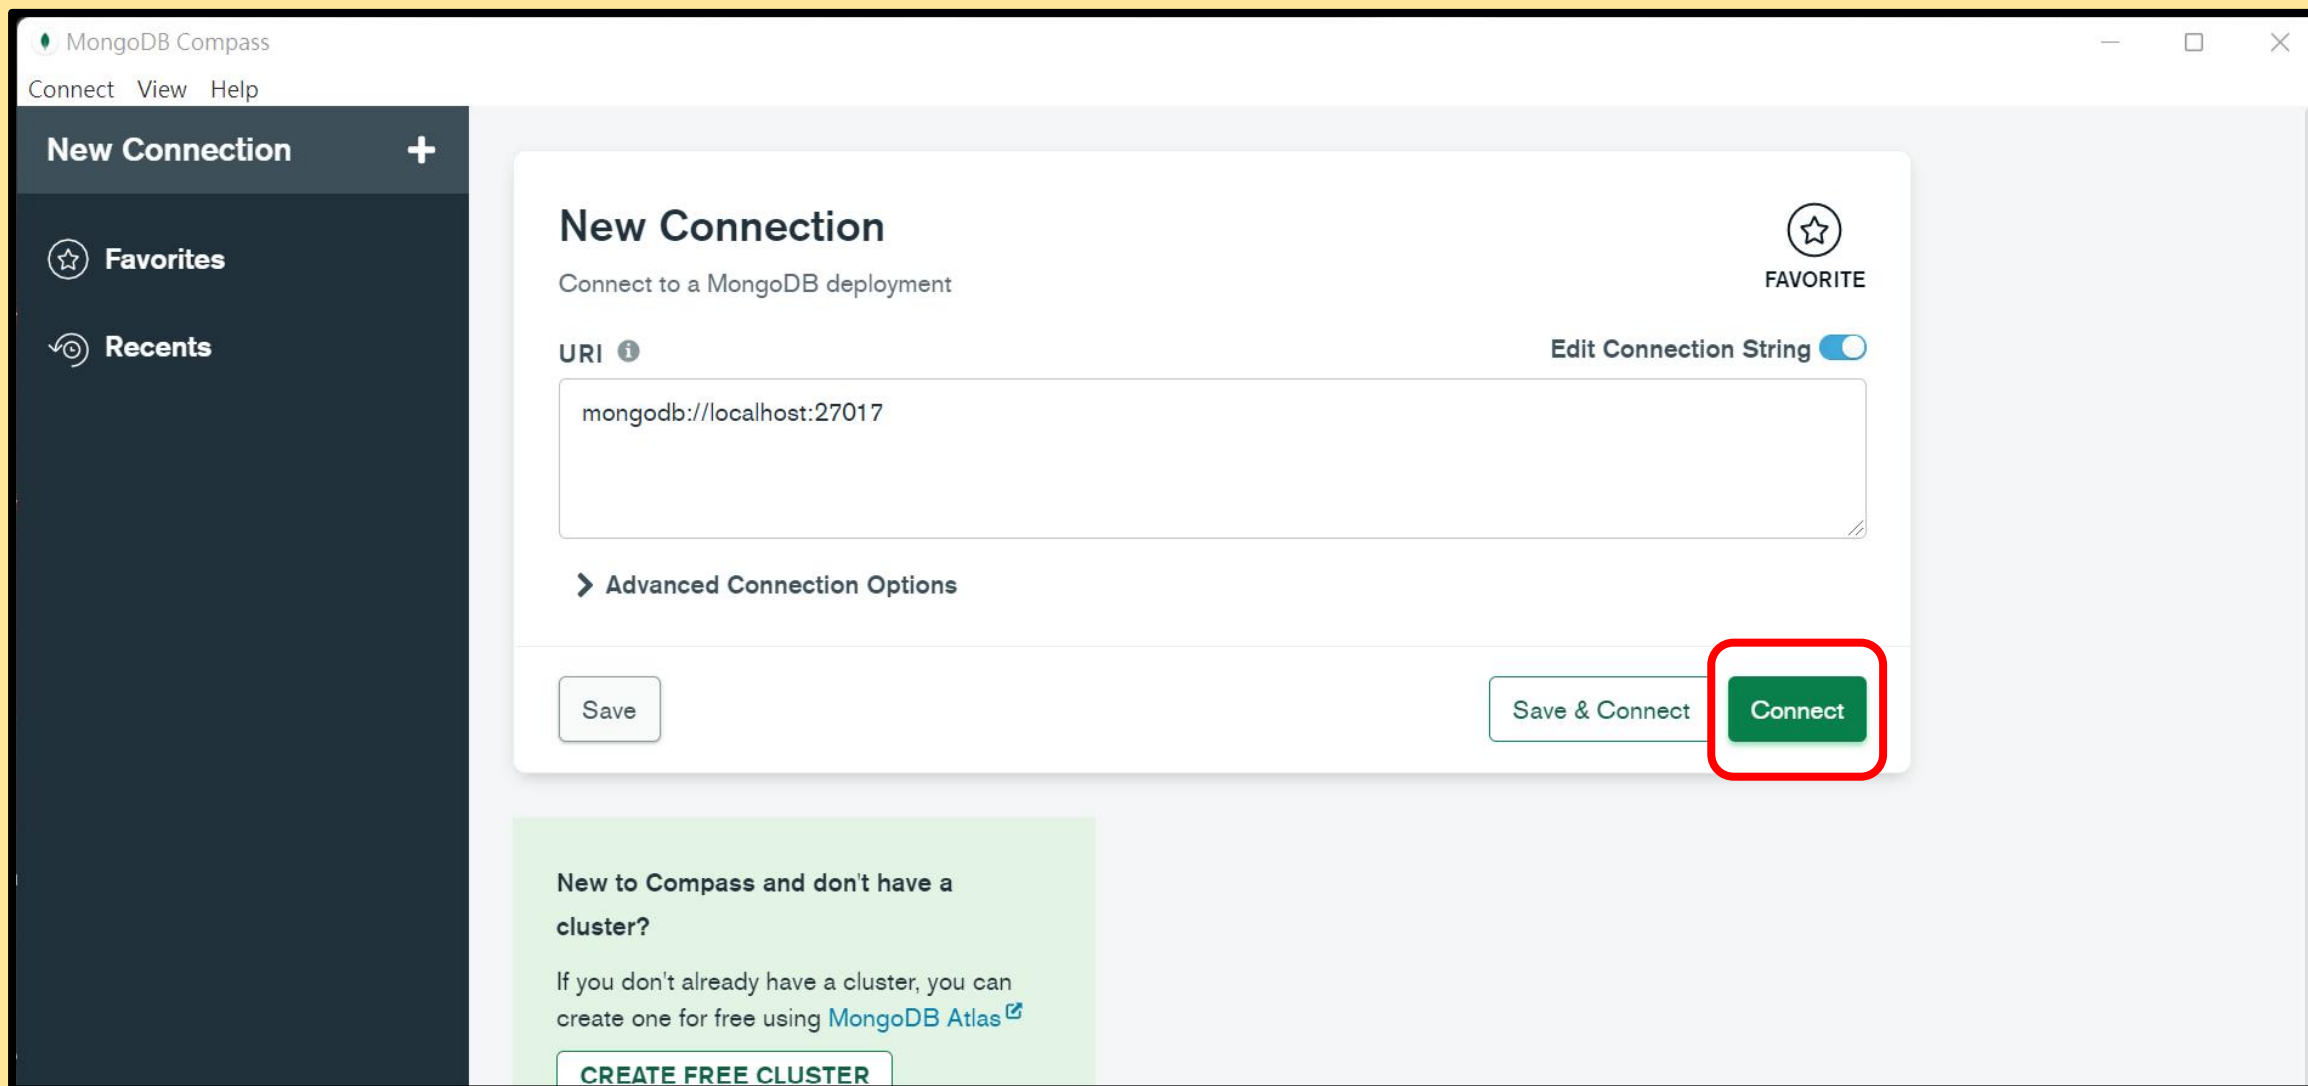 MongoDB Compass
Connect View Help
New Connection
Favorites
Recents
New Connection
Connect to a MongoDB deployment
FAVORITE
URI
Edit Connection String
mongodb://localhost:27017
Advanced Connection Options
Save
Save & Connect
Connect
New to Compass and don't have a
cluster?
If you don't already have a cluster, you can
create one for free using MongoDB Atlas
CREATE FREE CLUSTER